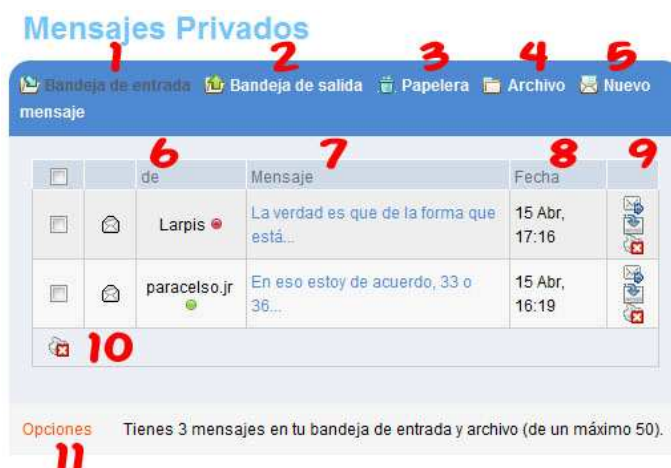 Mensajes Privados
1 2 3 4 5
Bandeja de entrada Bandeja de salida Papelera Archivo Nuevo
mensaje
6 7 8 9
de Mensaje Fecha
Larpis La verdad es que de la forma que
está...
15 Abr,
17:16
paracelso.jr En eso estoy de acuerdo, 33 o
36...
15 Abr,
16:19
10
Opciones Tienes 3 mensajes en tu bandeja de entrada y archivo (de un máximo 50).
11